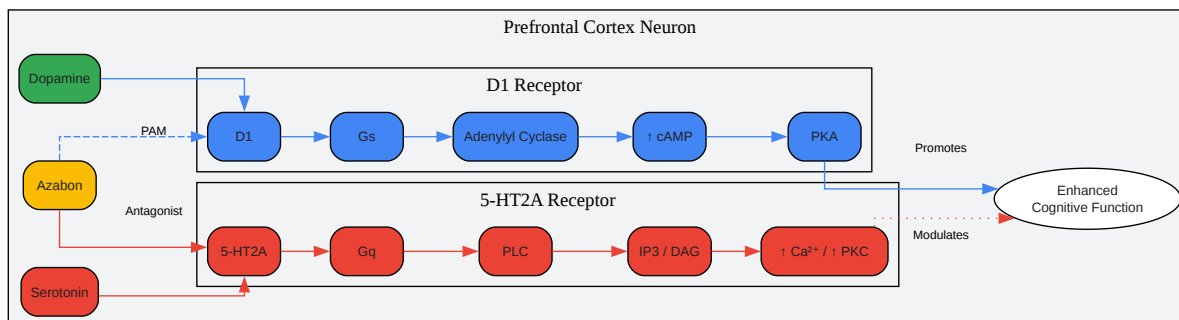 Prefrontal Cortex Neuron
Dopamine
D1 Receptor
PAM
D1
Gs
Adenylyl Cyclase
↑ cAMP
PKA
Promotes
Azabon
5-HT2A Receptor
Enhanced
Cognitive Function
Antagonist
Modulates
5-HT2A
Gq
PLC
IP3 / DAG
↑ Ca²⁺ / ↑ PKC
Serotonin